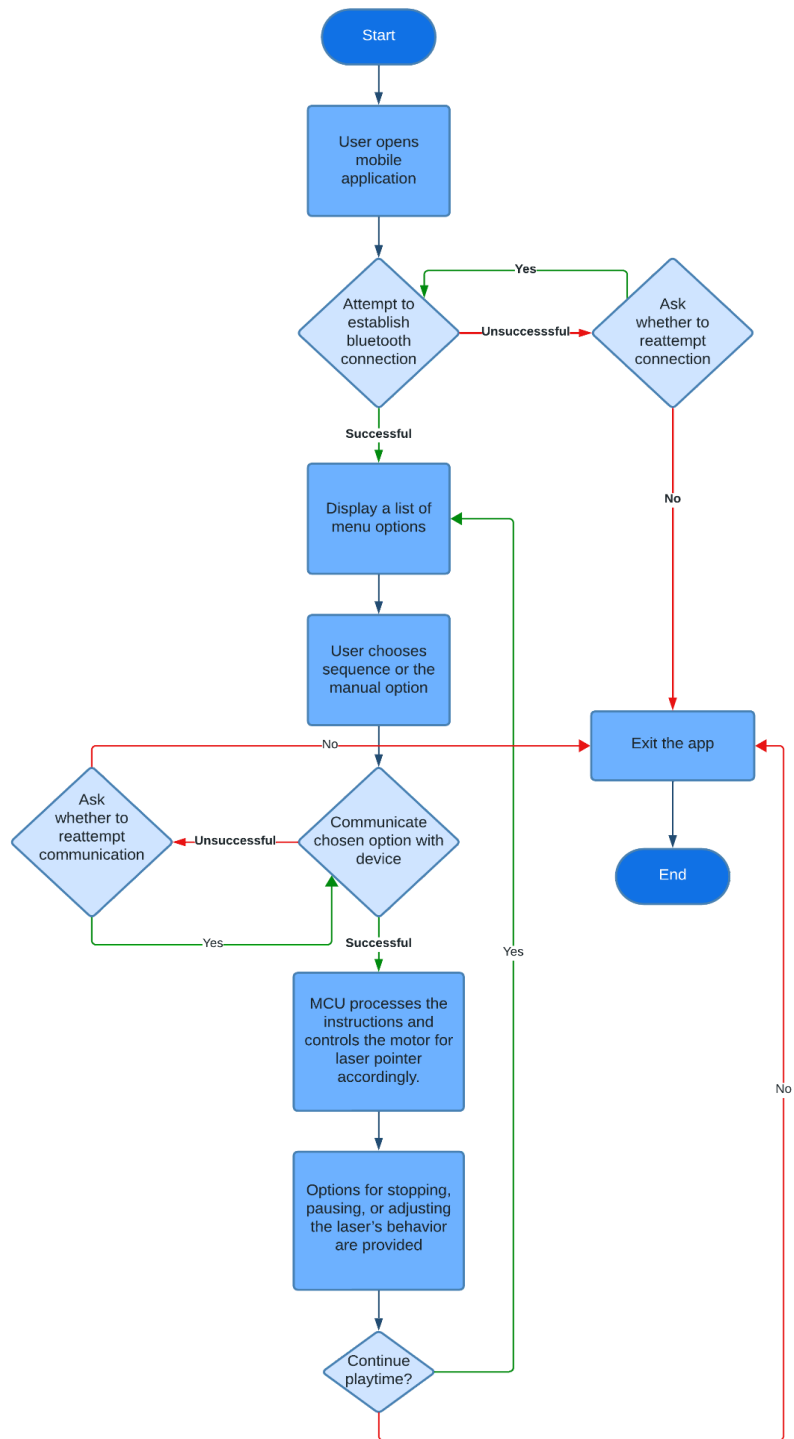 Start
User opens
mobile
application
Yes
Attempt to
establish
bluetooth
connection
Unsuccesssful
Ask
whether to
reattempt
connection
Successful
No
Display a list of
menu options
User chooses
sequence or the
manual option
No
Exit the app
Ask
whether to
reattempt
communication
Unsuccessful
Communicate
chosen option with
device
End
Yes
Successful
Yes
MCU processes the
instructions and
controls the motor for
laser pointer
accordingly.
No
Options for stopping,
pausing, or adjusting
the laser’s behavior
are provided
Continue
playtime?